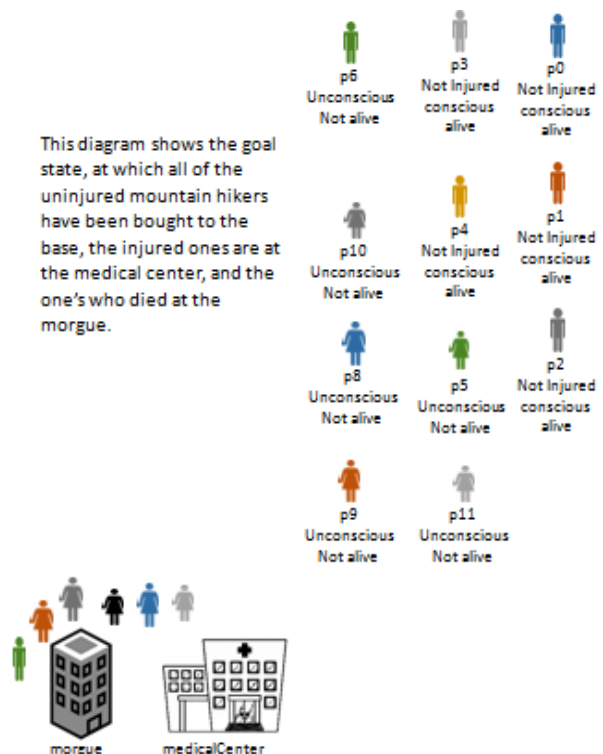 This diagram shows the goal
state, at which all of the
uninjured mountain hikers
have been bought to the
base, the injured ones are at
the medical center, and the
one's who died at the
morgue.
p6
Unconscious
Not alive
p3
Not Injured
conscious
alive
p0
Not Injured
conscious
alive
p10
Unconscious
Not alive
p4
Not Injured
conscious
alive
p1
Not Injured
conscious
alive
p8
Unconscious
Not alive
p5
Unconscious
Not alive
p2
Not Injured
conscious
alive
p9
Unconscious
Not alive
p11
Unconscious
Not alive
morgue
medicalCenter